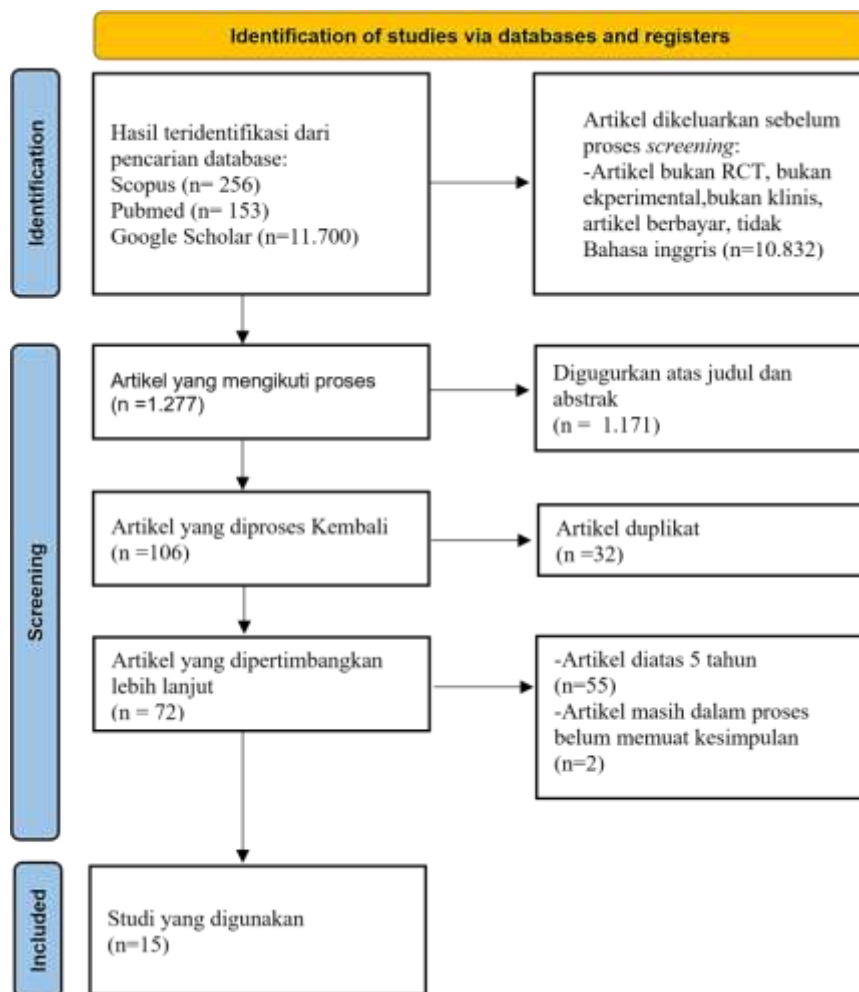 Identification of studies via databases and registers
Identification
Hasil teridentifikasi dari
pencarian database:
Scopus (n= 256)
Pubmed (n= 153)
Google Scholar (n=11.700)
Artikel dikeluarkan sebelum
proses screening:
-Artikel bukan RCT, bukan
ekperimental,bukan klinis,
artikel berbayar, tidak
Bahasa inggris (n=10.832)
Screening
Artikel yang mengikuti proses
(n =1.277)
Digugurkan atas judul dan
abstrak
(n = 1.171)
Artikel yang diproses Kembali
(n =106)
Artikel duplikat
(n =32)
Artikel yang dipertimbangkan
lebih lanjut
(n = 72)
-Artikel diatas 5 tahun
(n=55)
-Artikel masih dalam proses
belum memuat kesimpulan
(n=2)
Included
Studi yang digunakan
(n=15)